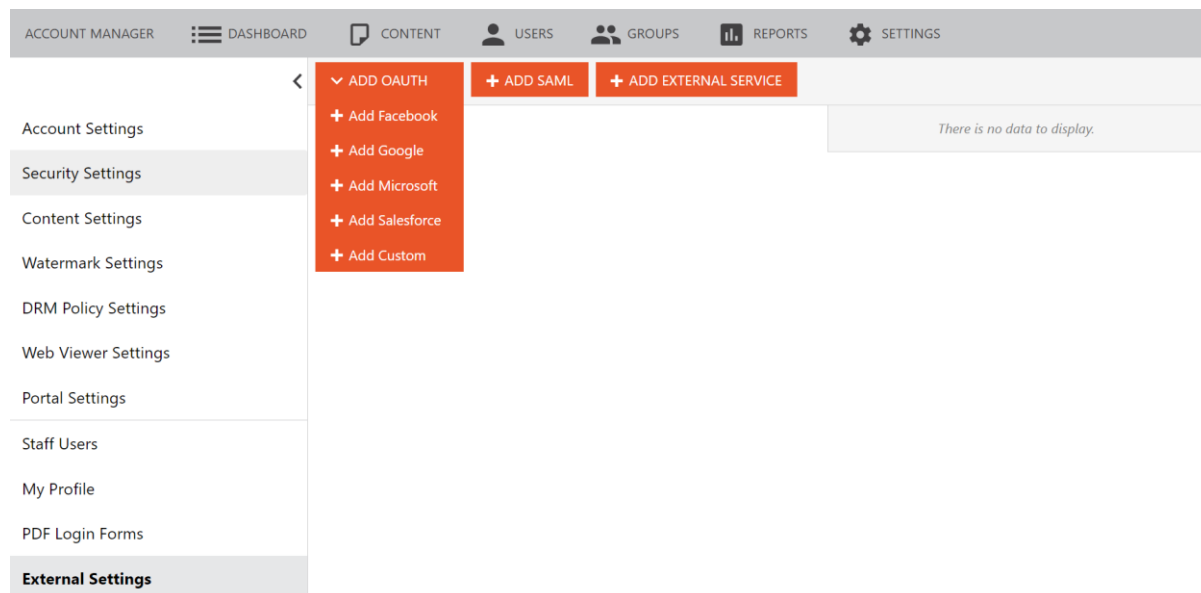 ACCOUNT MANAGER DASHBOARD CONTENT USERS GROUPS REPORTS SETTINGS
ADD OAUTH ADD SAML ADD EXTERNAL SERVICE
Add Facebook
Add Google
Add Microsoft
Add Salesforce
Add Custom
There is no data to display.
Account Settings
Security Settings
Content Settings
Watermark Settings
DRM Policy Settings
Web Viewer Settings
Portal Settings
Staff Users
My Profile
PDF Login Forms
External Settings